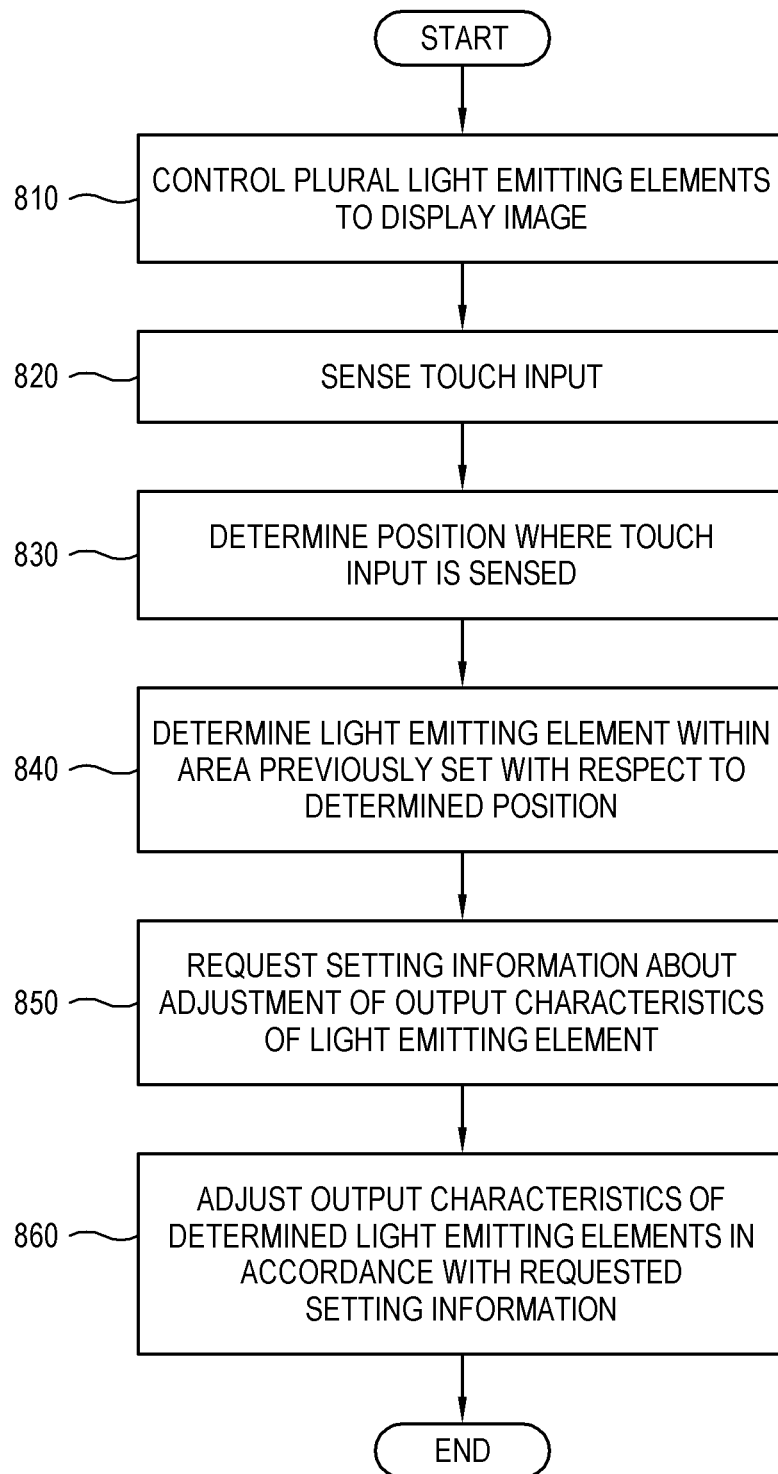 START
810
CONTROL PLURAL LIGHT EMITTING ELEMENTS
TO DISPLAY IMAGE
820
SENSE TOUCH INPUT
830
DETERMINE POSITION WHERE TOUCH
INPUT IS SENSED
840
DETERMINE LIGHT EMITTING ELEMENT WITHIN
AREA PREVIOUSLY SET WITH RESPECT TO
DETERMINED POSITION
850
REQUEST SETTING INFORMATION ABOUT
ADJUSTMENT OF OUTPUT CHARACTERISTICS
OF LIGHT EMITTING ELEMENT
860
ADJUST OUTPUT CHARACTERISTICS OF
DETERMINED LIGHT EMITTING ELEMENTS IN
ACCORDANCE WITH REQUESTED
SETTING INFORMATION
END